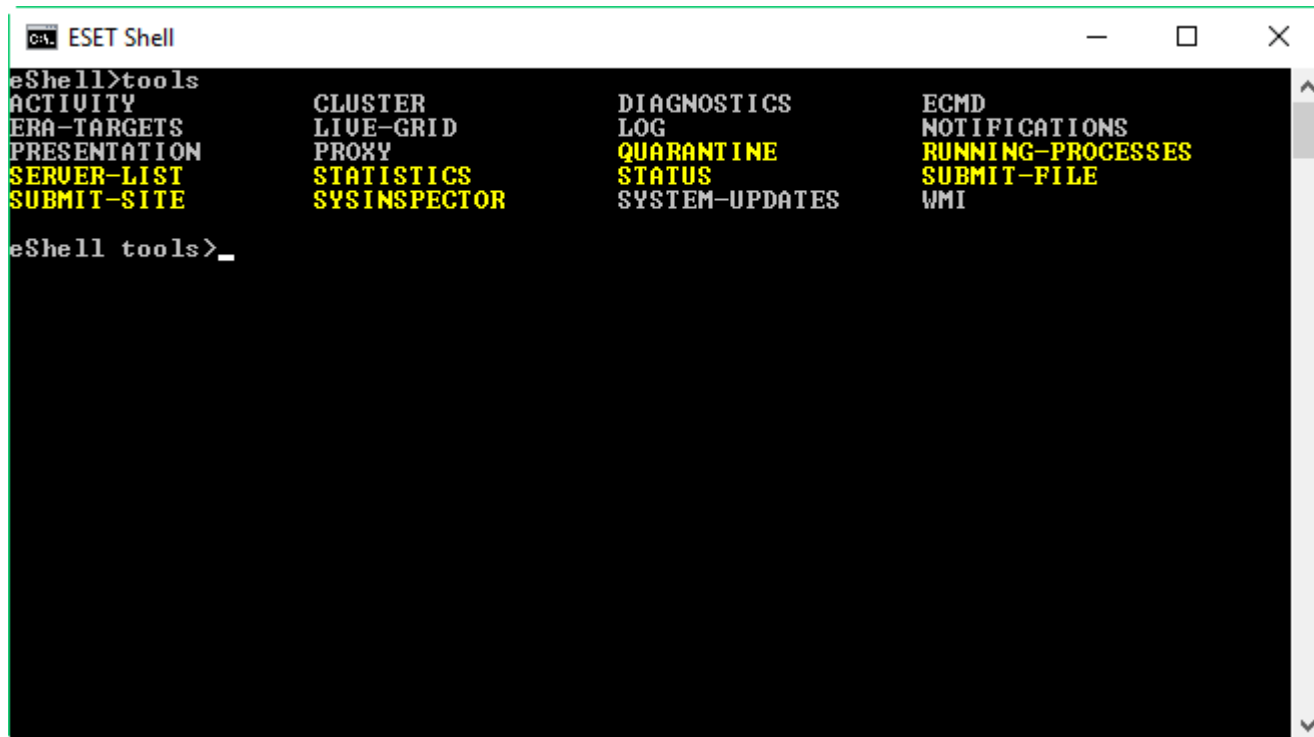 ESET Shell
eShell>tools
ACTIVITY CLUSTER DIAGNOSTICS ECMD
ERA-TARGETS LIVE-GRID LOG NOTIFICATIONS
PRESENTATION PROXY QUARANTINE RUNNING-PROCESSES
SERVER-LIST STATISTICS STATUS SUBMIT-FILE
SUBMIT-SITE SYSINSPECTOR SYSTEM-UPDATES WMI
eShell tools>_